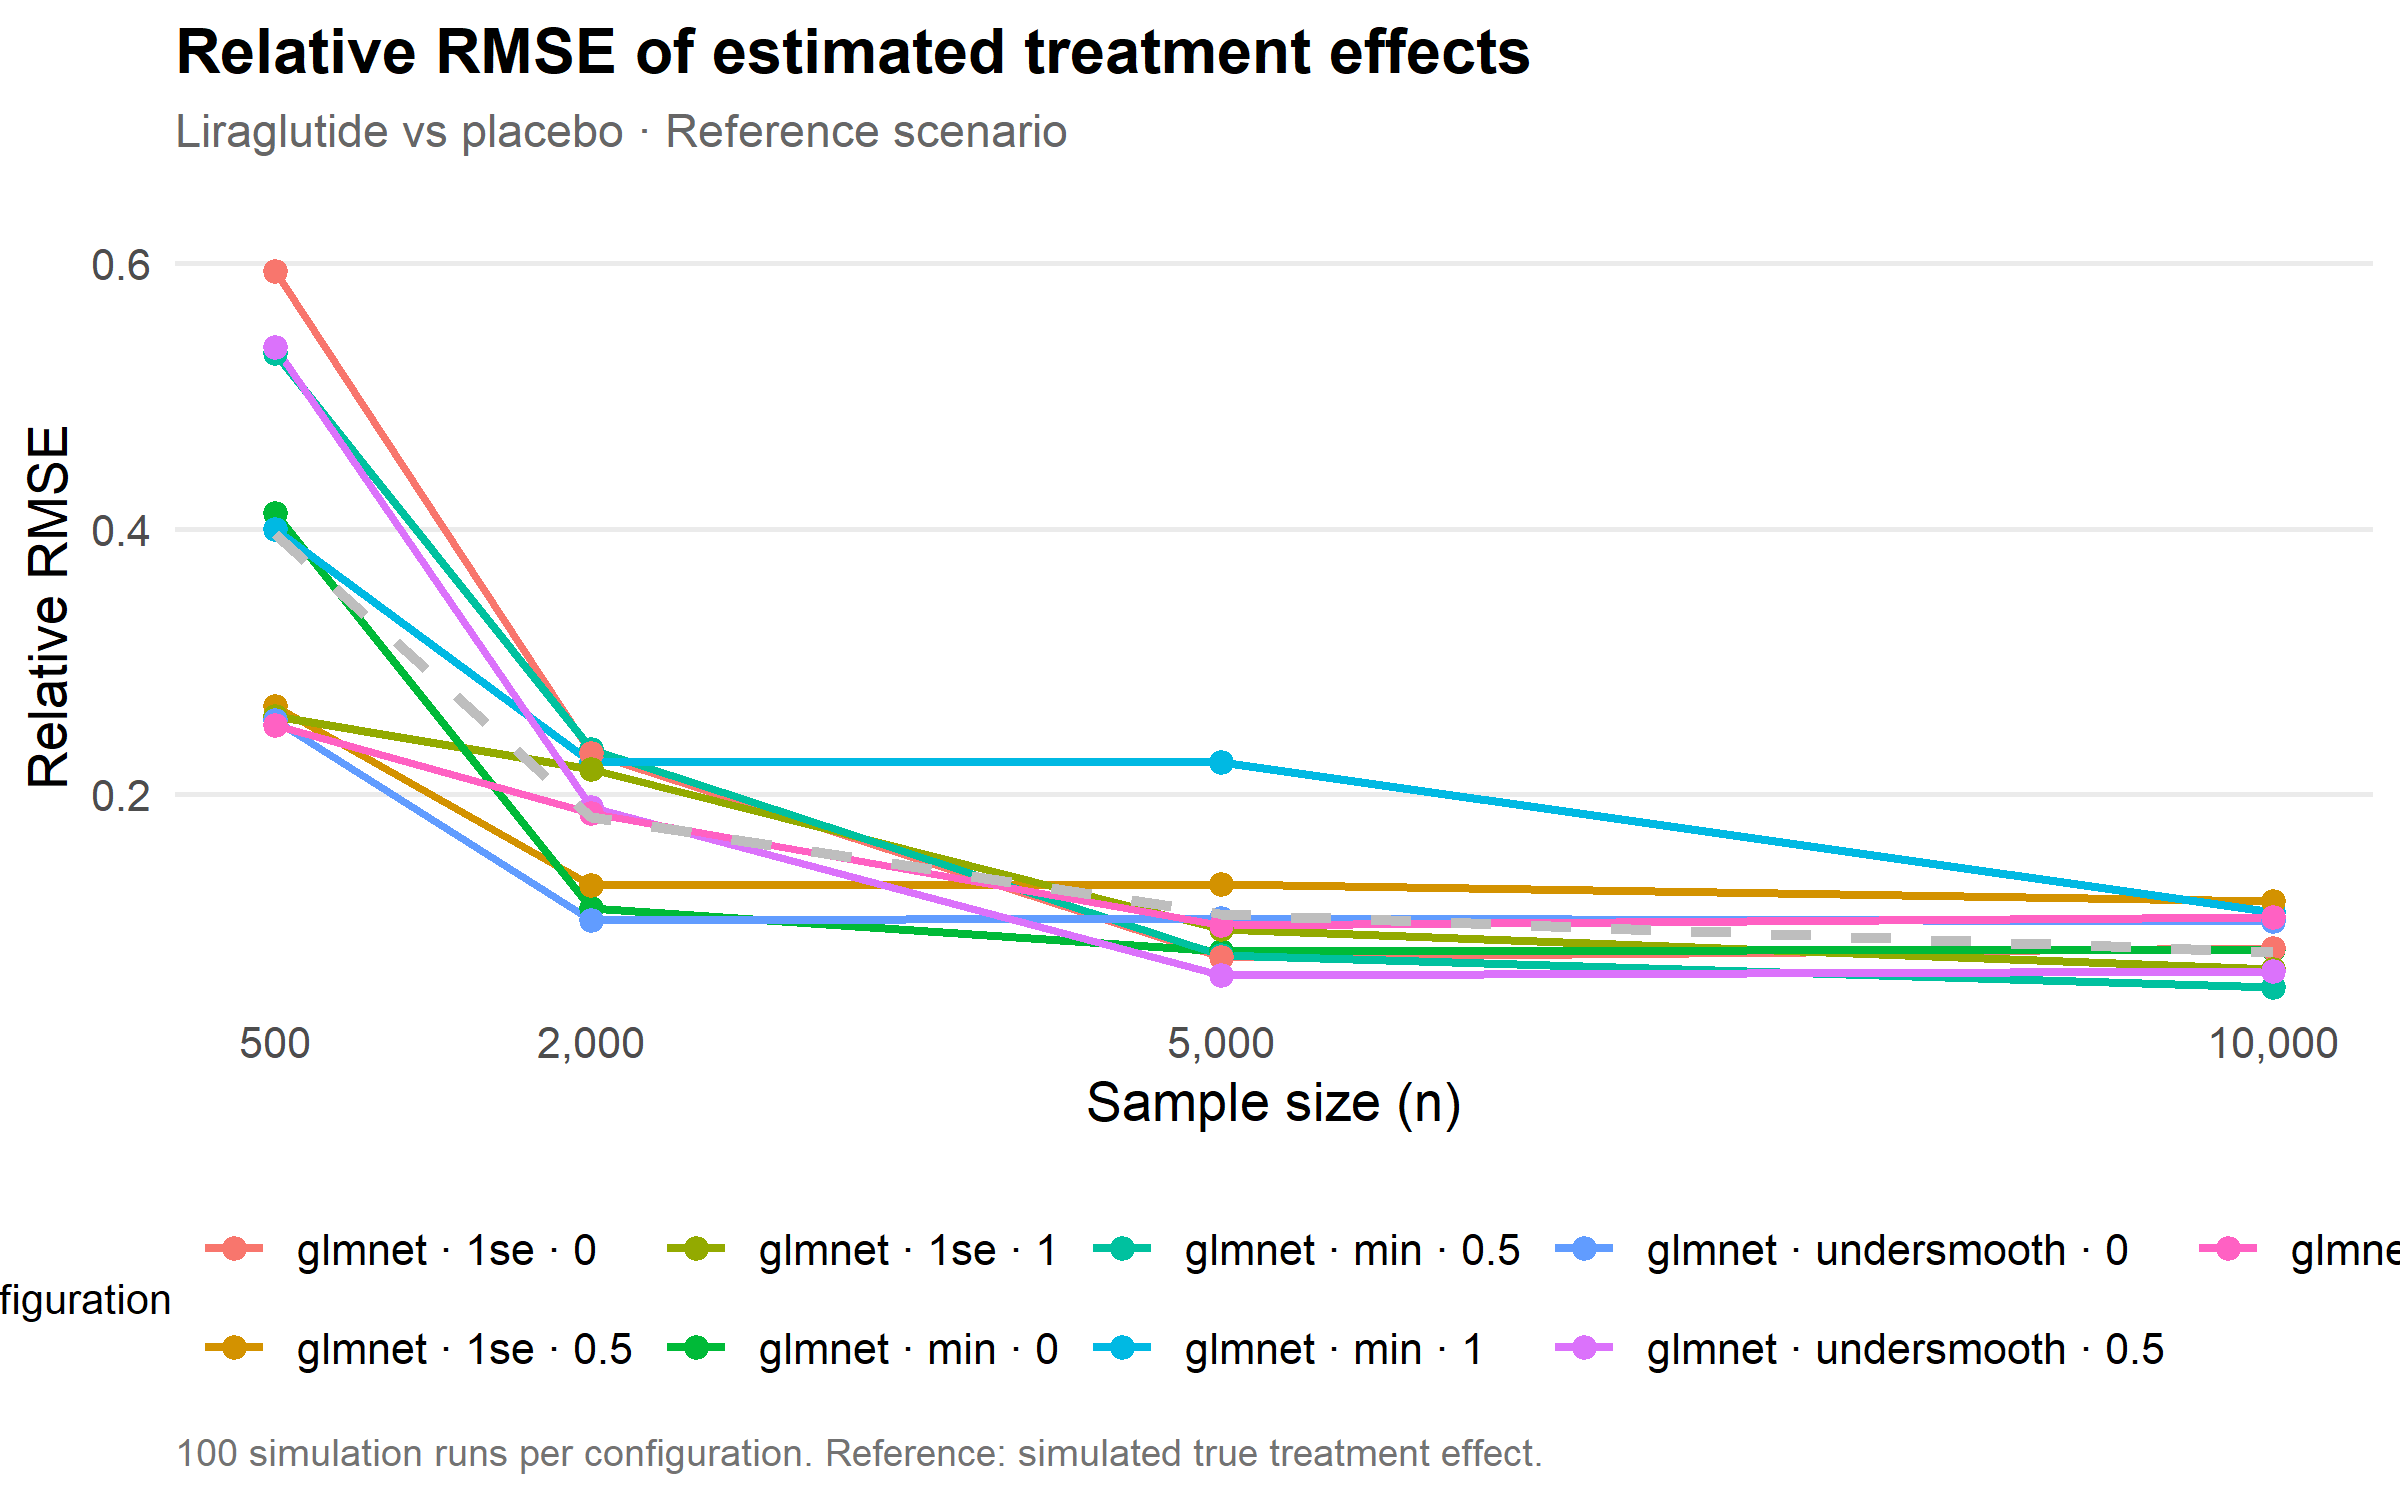 Relative RMSE of estimated treatment effects
Liraglutide vs placebo · Reference scenario
Relative RMSE
0.6
0.4
0.2
500 2,000 5,000 10,000
Sample size (n)
figuration
glmnet · 1se · 0 glmnet · 1se · 1 glmnet · min · 0.5 glmnet · undersmooth · 0 glmne
glmnet · 1se · 0.5 glmnet · min · 0 glmnet · min · 1 glmnet · undersmooth · 0.5
100 simulation runs per configuration. Reference: simulated true treatment effect.